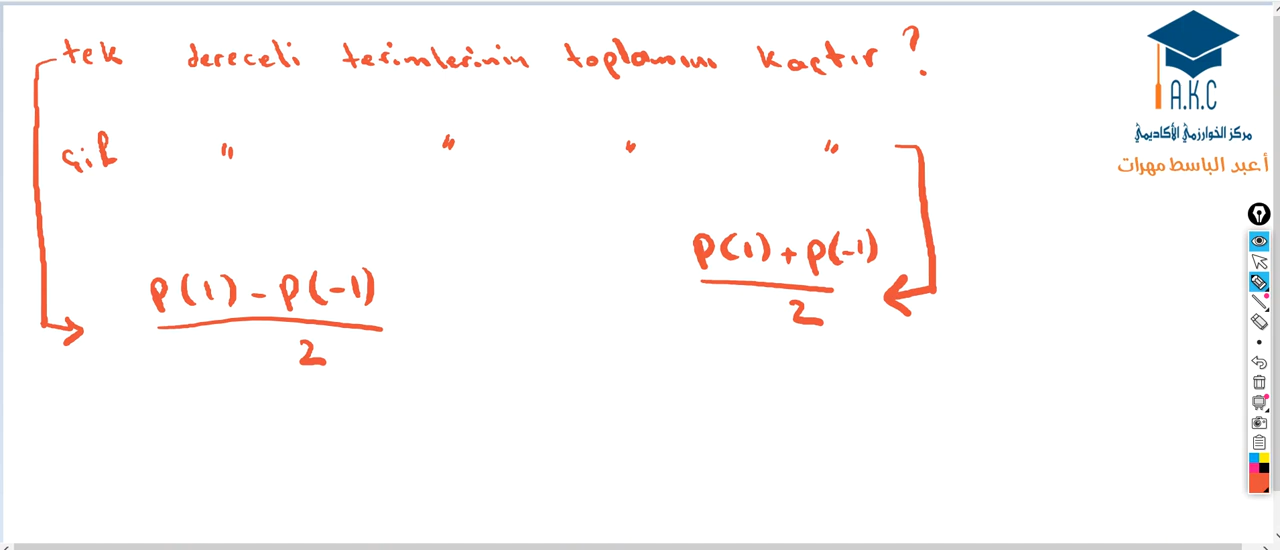 tek dereceli terimlerinin toplamını kaçtır ?
çift " " " "
P(1) + P(-1)
2
P(1) - P(-1)
2
A.K.C
مركز الخوارزمي الأكاديمي
أ.عبد الباسط مهرات